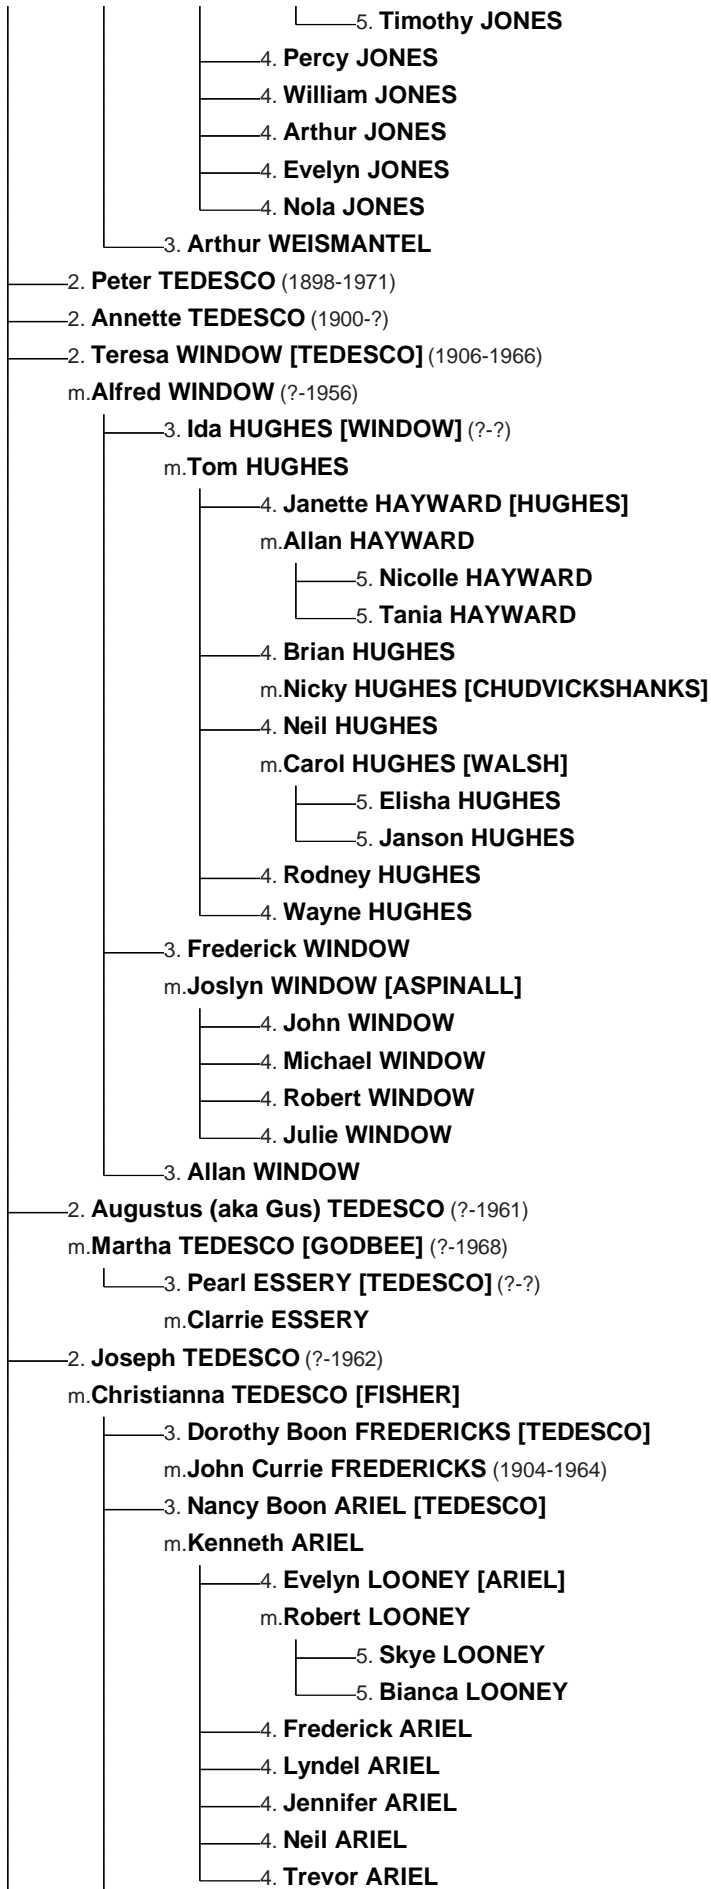 5. Timothy JONES
4. Percy JONES
4. William JONES
4. Arthur JONES
4. Evelyn JONES
4. Nola JONES
3. Arthur WEISMANTEL
2. Peter TEDESCO (1898-1971)
2. Annette TEDESCO (1900-?)
2. Teresa WINDOW [TEDESCO] (1906-1966)
m.Alfred WINDOW (?-1956)
3. Ida HUGHES [WINDOW] (?-?)
m.Tom HUGHES
4. Janette HAYWARD [HUGHES]
m.Allan HAYWARD
5. Nicolle HAYWARD
5. Tania HAYWARD
4. Brian HUGHES
m.Nicky HUGHES [CHUDVICKSHANKS]
4. Neil HUGHES
m.Carol HUGHES [WALSH]
5. Elisha HUGHES
5. Janson HUGHES
4. Rodney HUGHES
4. Wayne HUGHES
3. Frederick WINDOW
m.Joslyn WINDOW [ASPINALL]
4. John WINDOW
4. Michael WINDOW
4. Robert WINDOW
4. Julie WINDOW
3. Allan WINDOW
2. Augustus (aka Gus) TEDESCO (?-1961)
m.Martha TEDESCO [GODBEE] (?-1968)
3. Pearl ESSERY [TEDESCO] (?-?)
m.Clarrie ESSERY
2. Joseph TEDESCO (?-1962)
m.Christianna TEDESCO [FISHER]
3. Dorothy Boon FREDERICKS [TEDESCO]
m.John Currie FREDERICKS (1904-1964)
3. Nancy Boon ARIEL [TEDESCO]
m.Kenneth ARIEL
4. Evelyn LOONEY [ARIEL]
m.Robert LOONEY
5. Skye LOONEY
5. Bianca LOONEY
4. Frederick ARIEL
4. Lyndel ARIEL
4. Jennifer ARIEL
4. Neil ARIEL
4. Trevor ARIEL